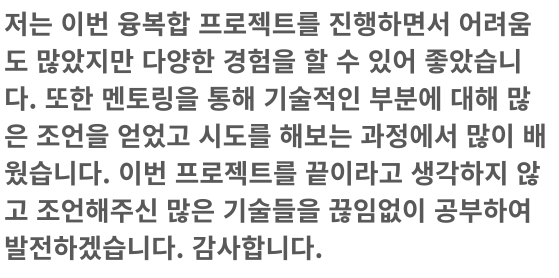 저는 이번 융복합 프로젝트를 진행하면서 어려움
도 많았지만 다양한 경험을 할 수 있어 좋았습니
다. 또한 멘토링을 통해 기술적인 부분에 대해 많
은 조언을 얻었고 시도를 해보는 과정에서 많이 배
웠습니다. 이번 프로젝트를 끝이라고 생각하지 않
고 조언해주신 많은 기술들을 끊임없이 공부하여
발전하겠습니다. 감사합니다.